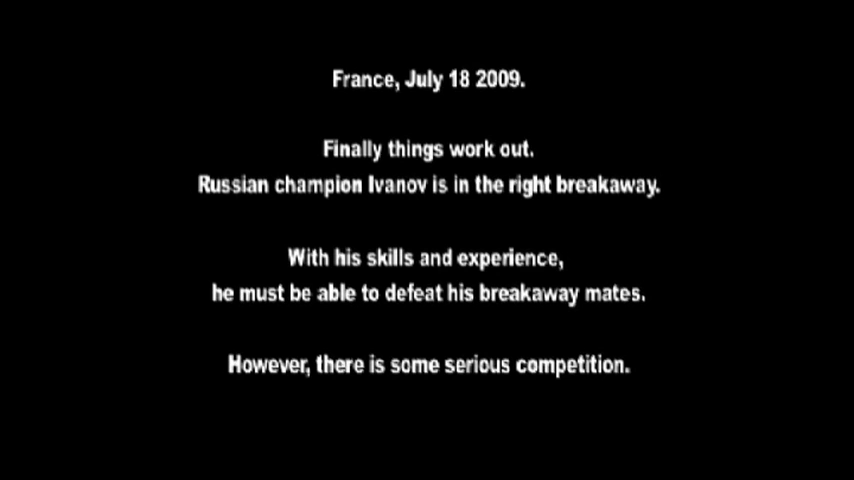 France, July 18 2009.
Finally things work out.
Russian champion Ivanov is in the right breakaway.
With his skills and experience,
he must be able to defeat his breakaway mates.
However, there is some serious competition.